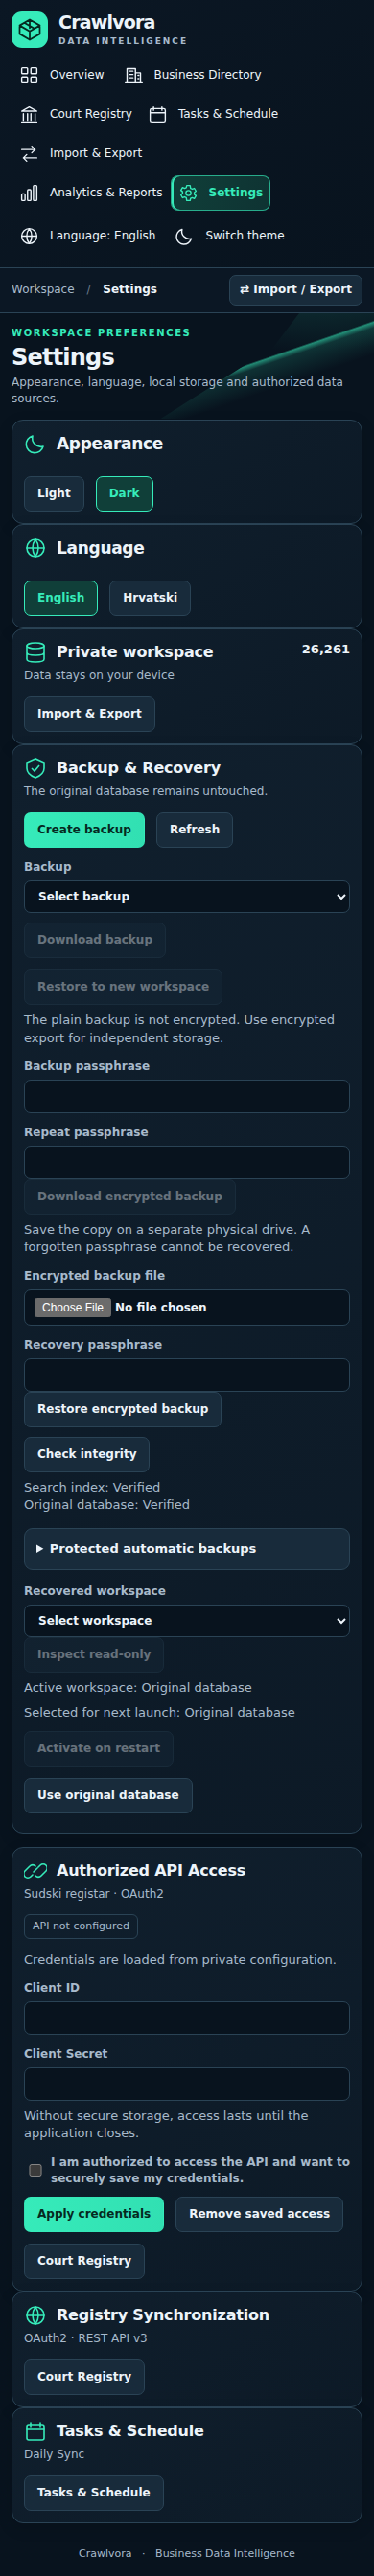 Crawlvora
DATA INTELLIGENCE
Overview
Business Directory
Court Registry
Tasks & Schedule
Import & Export
Analytics & Reports
Settings
Language: English
Switch theme
Workspace / Settings
⇄ Import / Export
WORKSPACE PREFERENCES
Settings
Appearance, language, local storage and authorized data
sources.
Appearance
Light
Dark
Language
English
Hrvatski
Private workspace
26,261
Data stays on your device
Import & Export
Backup & Recovery
The original database remains untouched.
Create backup
Refresh
Backup
Select backup
Download backup
Restore to new workspace
The plain backup is not encrypted. Use encrypted
export for independent storage.
Backup passphrase
Repeat passphrase
Download encrypted backup
Save the copy on a separate physical drive. A
forgotten passphrase cannot be recovered.
Encrypted backup file
Choose File No file chosen
Recovery passphrase
Restore encrypted backup
Check integrity
Search index: Verified
Original database: Verified
Protected automatic backups
Recovered workspace
Select workspace
Inspect read-only
Active workspace: Original database
Selected for next launch: Original database
Activate on restart
Use original database
Authorized API Access
Sudski registar · OAuth2
API not configured
Credentials are loaded from private configuration.
Client ID
Client Secret
Without secure storage, access lasts until the
application closes.
I am authorized to access the API and want to
securely save my credentials.
Apply credentials
Remove saved access
Court Registry
Registry Synchronization
OAuth2 · REST API v3
Court Registry
Tasks & Schedule
Daily Sync
Tasks & Schedule
Crawlvora · Business Data Intelligence